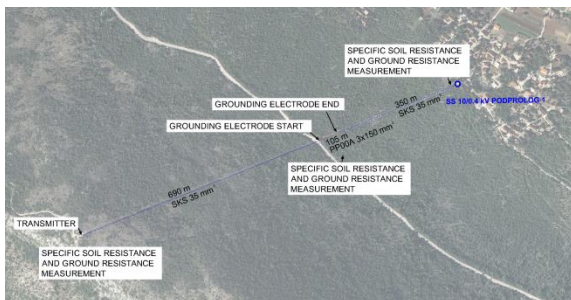 SPECIFIC SOIL RESISTANCE
AND GROUND RESISTANCE
MEASUREMENT
SS 10/0.4 kV PODPROLOG 1
350 m
SKS 35 mm²
GROUNDING ELECTRODE END
GROUNDING ELECTRODE START
105 m
PP00A 3x150 mm²
SPECIFIC SOIL RESISTANCE
AND GROUND RESISTANCE
MEASUREMENT
690 m
SKS 35 mm²
TRANSMITTER
SPECIFIC SOIL RESISTANCE
AND GROUND RESISTANCE
MEASUREMENT